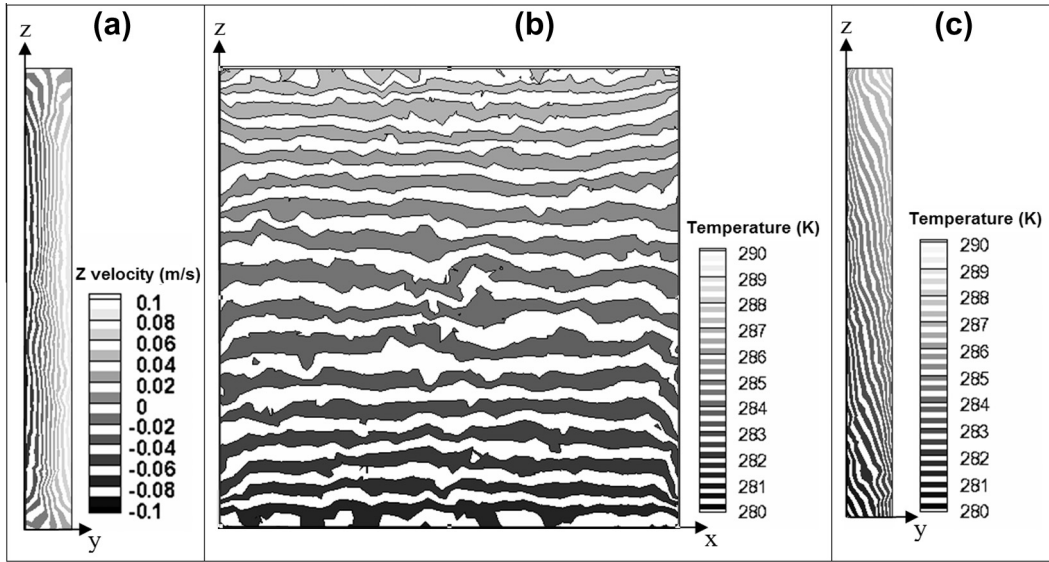 (a)
z
Z velocity (m/s)
0.1
0.08
0.06
0.04
0.02
0
-0.02
-0.04
-0.06
-0.08
-0.1
y
(b)
z
Temperature (K)
290
289
288
287
286
285
284
283
282
281
280
x
(c)
z
Temperature (K)
290
289
288
287
286
285
284
283
282
281
280
y